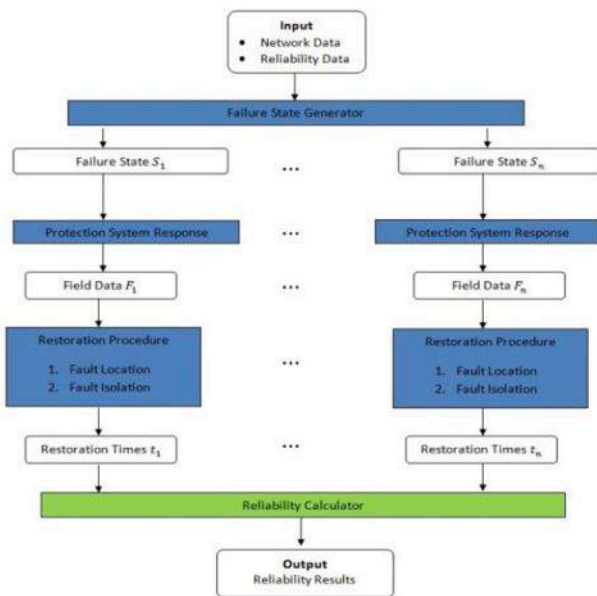 Input
• Network Data
• Reliability Data
Failure State Generator
Failure State S₁
...
Failure State Sₙ
Protection System Response
...
Protection System Response
Field Data F₁
...
Field Data Fₙ
Restoration Procedure
1. Fault Location
2. Fault Isolation
...
Restoration Procedure
1. Fault Location
2. Fault Isolation
Restoration Times t₁
...
Restoration Times tₙ
Reliability Calculator
Output
Reliability Results